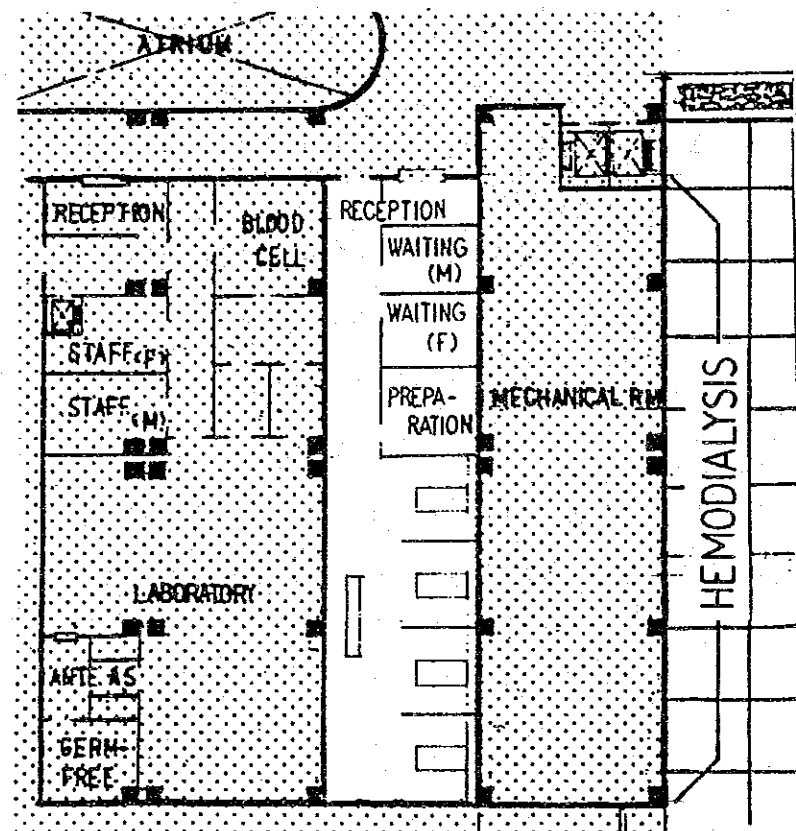 ATRIUM
RECEPTION
BLOOD
CELL
RECEPTION
WAITING
(M)
WAITING
(F)
STAFF(F)
STAFF(M)
PREPA-
RATION
MECHANICAL RM
HEMODIALYSIS
LABORATORY
ANTE AS
GERM-
FREE